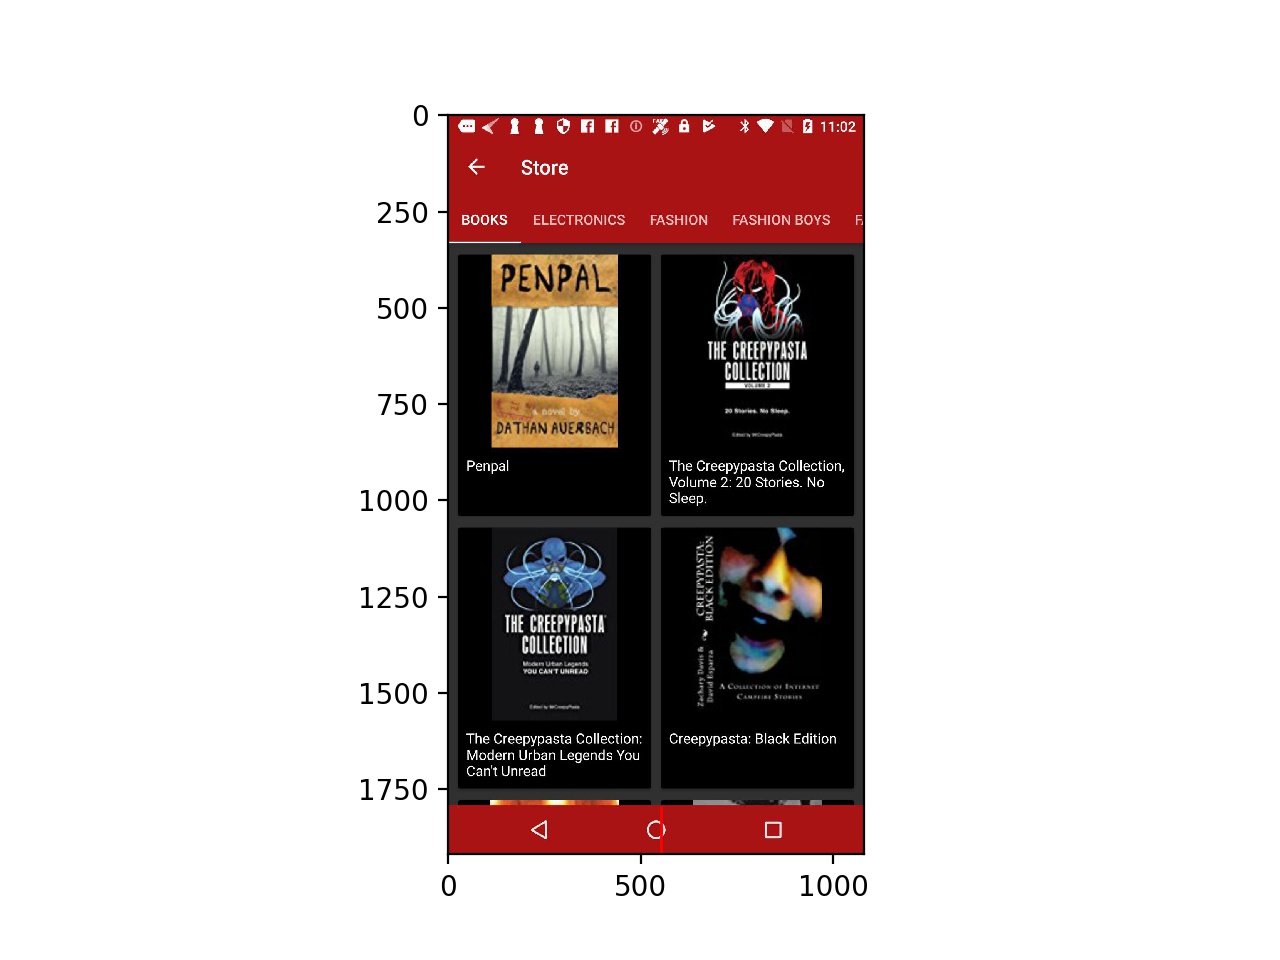 0
250
500
750
1000
1250
1500
1750
0
500
1000
11:02
Store
BOOKS
ELECTRONICS
FASHION
FASHION BOYS
PENPAL
a novel by
DATHAN AUERBACH
Penpal
THE CREEPYPASTA
COLLECTION
VOLUME 2
20 Stories. No Sleep.
Edited by MrCreepyPasta
The Creepypasta Collection,
Volume 2: 20 Stories. No
Sleep.
THE CREEPYPASTA
COLLECTION
Modern Urban Legends
YOU CAN'T UNREAD
Edited by MrCreepyPasta
The Creepypasta Collection:
Modern Urban Legends You
Can't Unread
CREEPYPASTA:
BLACK EDITION
Zachary Davis &
David Esparza
A COLLECTION OF INTERNET
CAMPFIRE STORIES
Creepypasta: Black Edition